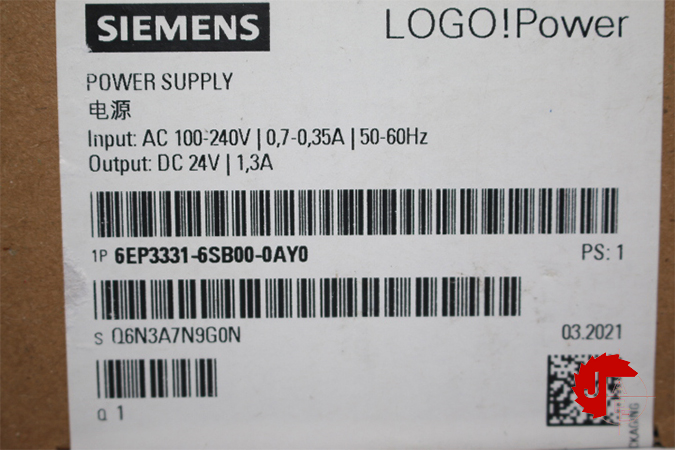 SIEMENS
LOGO!Power
POWER SUPPLY
电源
Input: AC 100-240V | 0,7-0,35A | 50-60Hz
Output: DC 24V | 1,3A
1P 6EP3331-6SB00-0AY0
PS: 1
S Q6N3A7N9G0N
03.2021
Q 1
J
KAGING